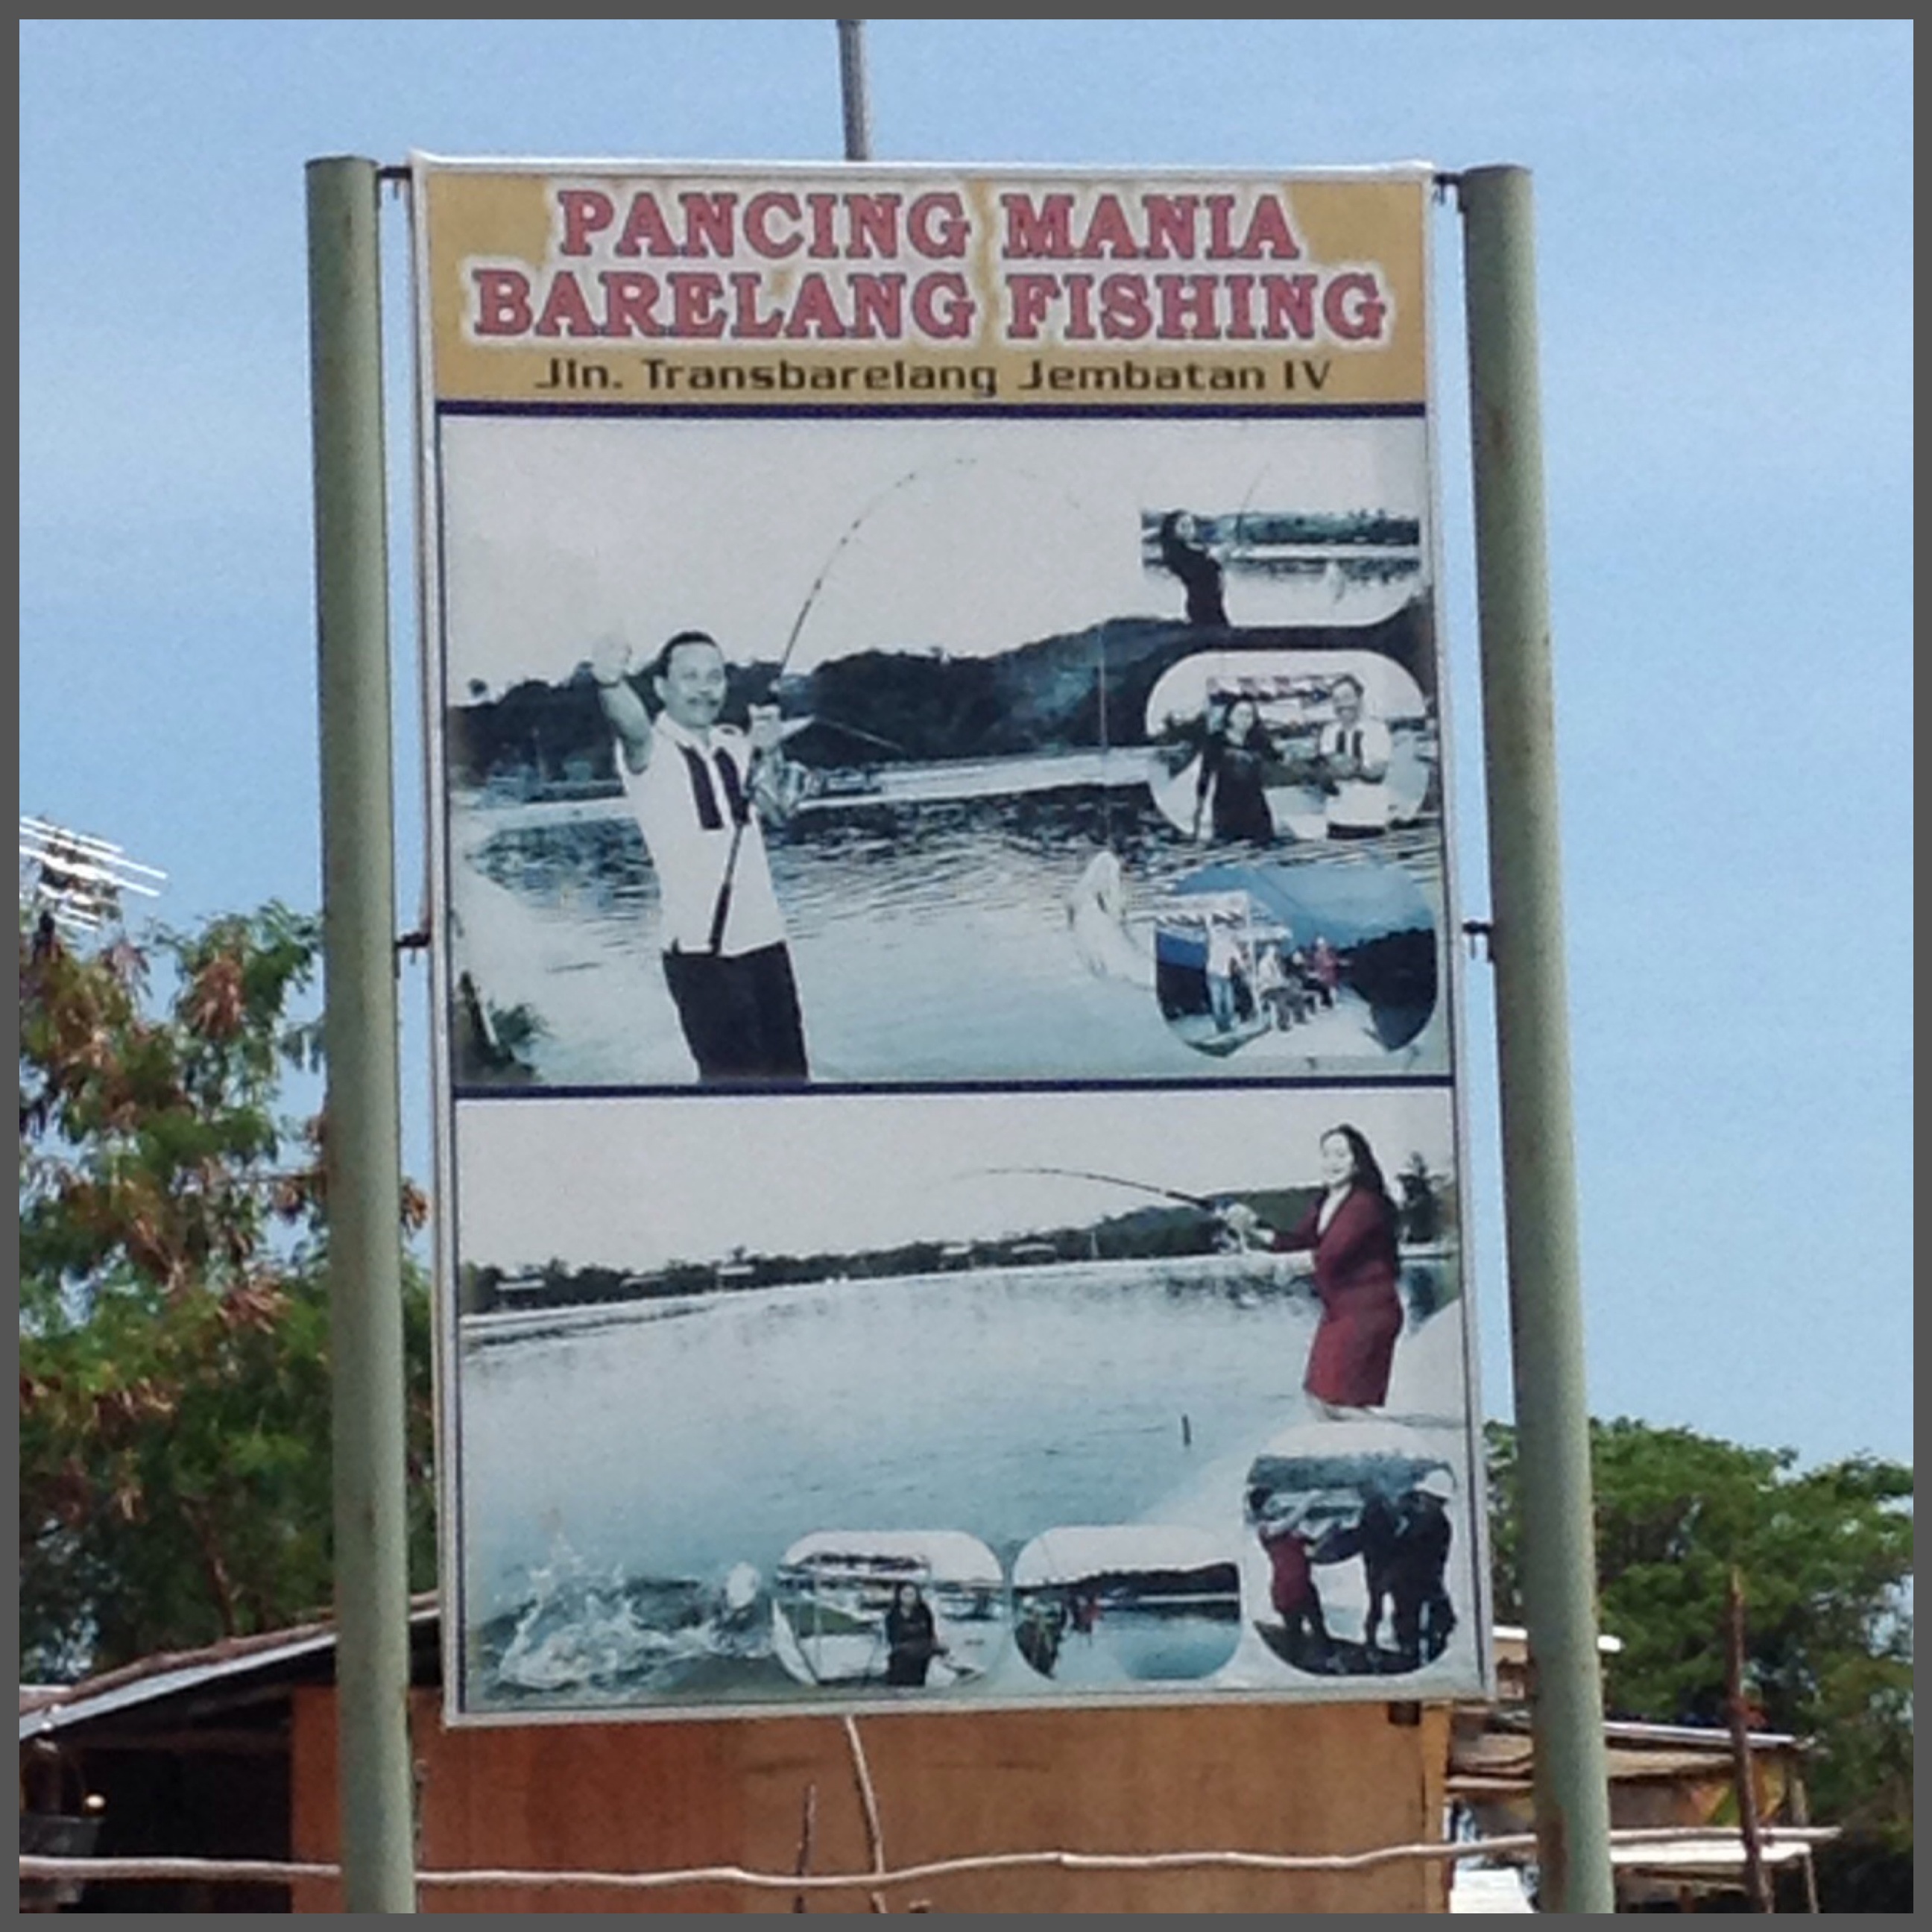 PANCING MANIA
BARELANG FISHING
Jln. Transbarelang Jembatan IV